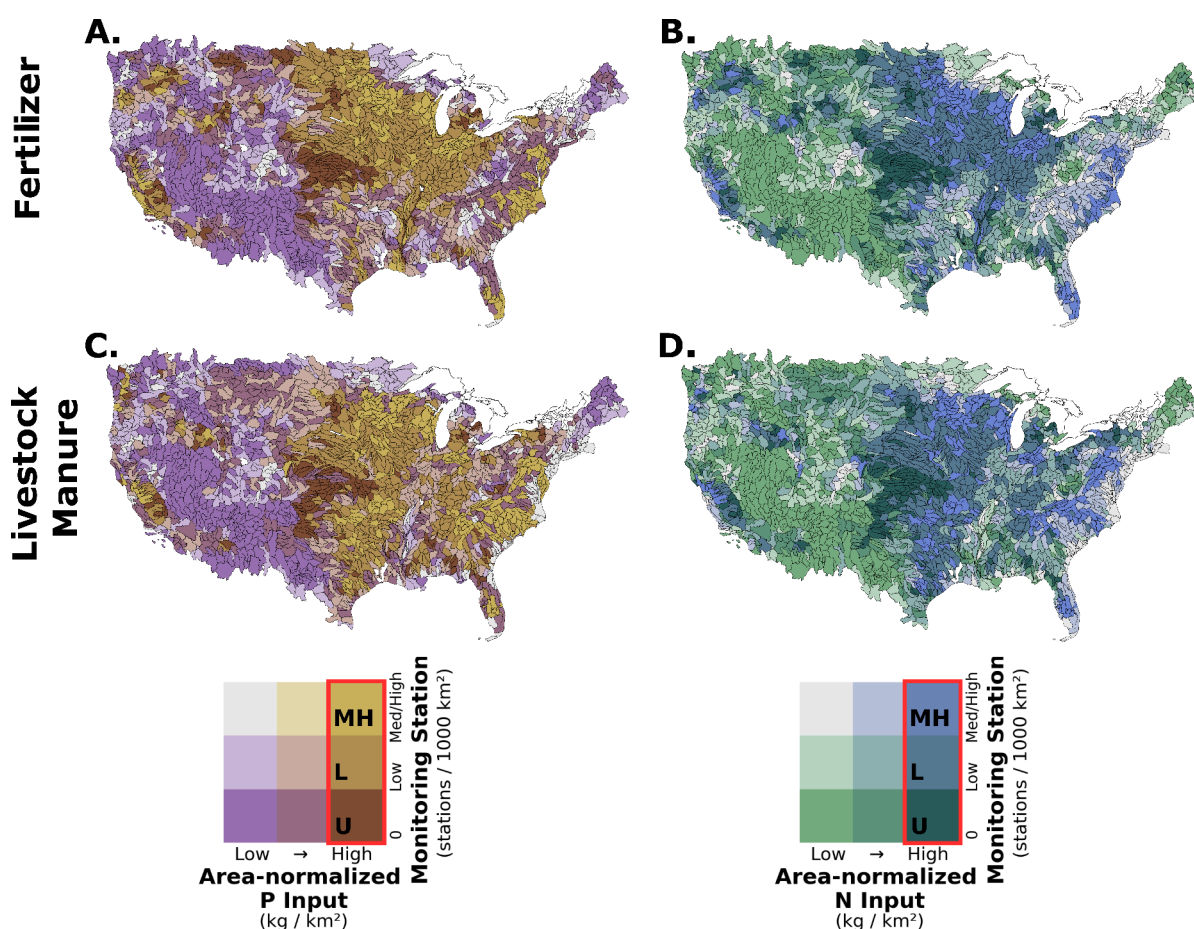 A.
B.
Fertilizer
C.
D.
Livestock
Manure
MH
L
U
Med/High
Low
0
Monitoring Station
(stations / 1000 km²)
Low → High
Area-normalized
P Input
(kg / km²)
MH
L
U
Med/High
Low
0
Monitoring Station
(stations / 1000 km²)
Low → High
Area-normalized
N Input
(kg / km²)